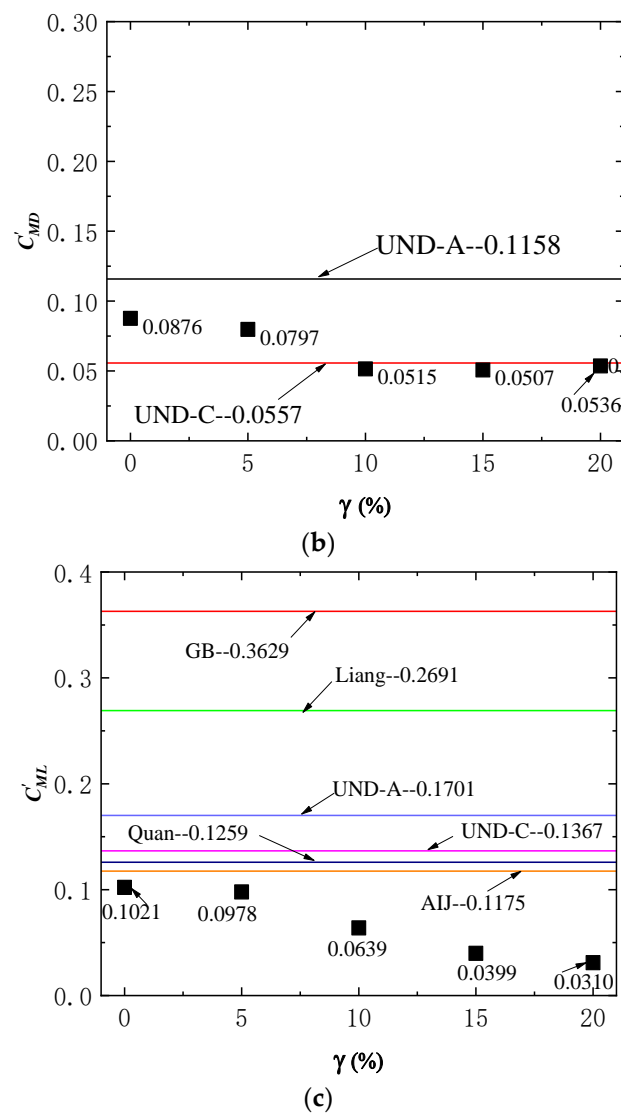 0.30
0.25
0.20
0.15
0.10
0.05
0.00
C'MD
UND-A--0.1158
0.0876
0.0797
0.0515
0.0507
0.0536
0.
UND-C--0.0557
0 5 10 15 20
γ (%)
(b)
0.4
0.3
0.2
0.1
0.0
C'ML
GB--0.3629
Liang--0.2691
UND-A--0.1701
Quan--0.1259
UND-C--0.1367
AIJ--0.1175
0.1021
0.0978
0.0639
0.0399
0.0310
0 5 10 15 20
γ (%)
(c)